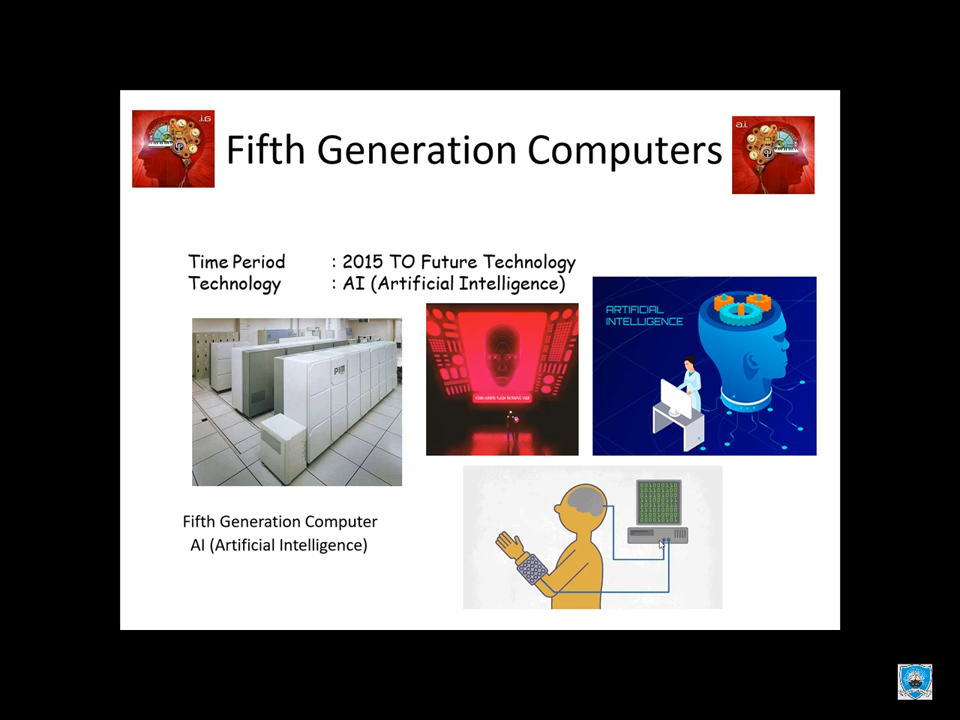 Fifth Generation Computers
Time Period : 2015 TO Future Technology
Technology : AI (Artificial Intelligence)
ARTIFICIAL
INTELLIGENCE
PIM
Fifth Generation Computer
AI (Artificial Intelligence)